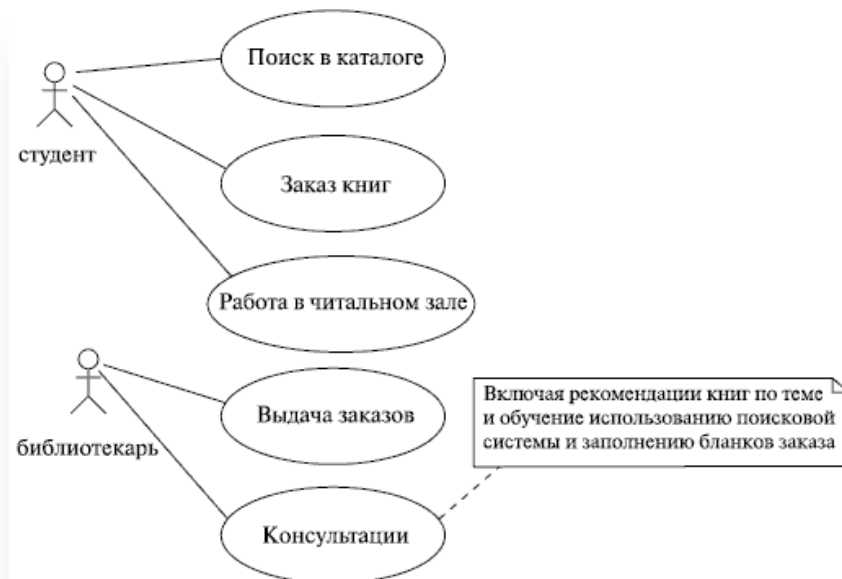 Поиск в каталоге
студент
Заказ книг
Работа в читальном зале
библиотекарь
Выдача заказов
Включая рекомендации книг по теме
и обучение использованию поисковой
системы и заполнению бланков заказа
Консультации